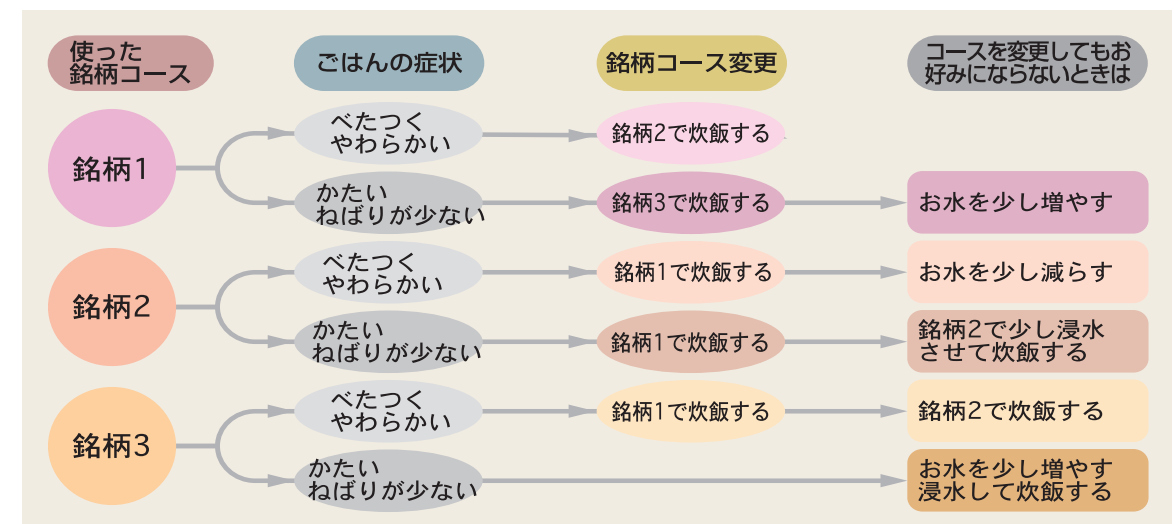 使った
銘柄コース
ごはんの症状
銘柄コース変更
コースを変更してもお
好みにならないときは
銘柄1
べたつく
やわらかい
銘柄2で炊飯する
かたい
ねばりが少ない
銘柄3で炊飯する
お水を少し増やす
銘柄2
べたつく
やわらかい
銘柄1で炊飯する
お水を少し減らす
かたい
ねばりが少ない
銘柄1で炊飯する
銘柄2で少し浸水
させて炊飯する
銘柄3
べたつく
やわらかい
銘柄1で炊飯する
銘柄2で炊飯する
かたい
ねばりが少ない
お水を少し増やす
浸水して炊飯する